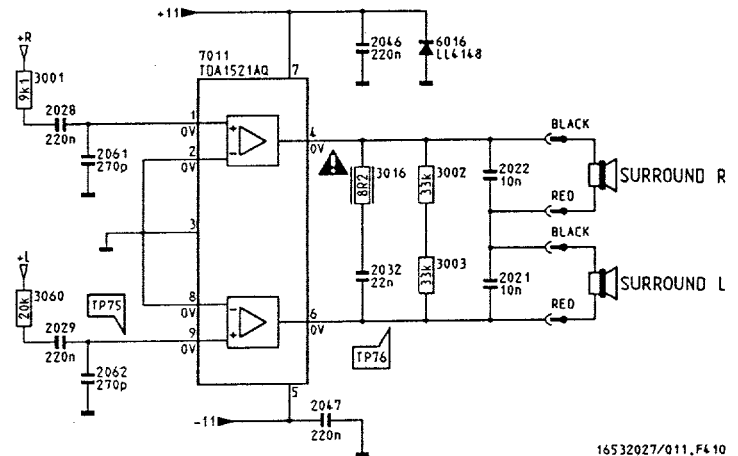 +11
7011
TDA1521AQ
7
2046
220n
6016
LL4148
+R
3001
9k1
2028
220n
2061
270p
1
0V
2
0V
3
+
-
4
0V
3016
8R2
3002
33k
2022
10n
BLACK
SURROUND R
RED
2032
22n
3003
33k
2021
10n
BLACK
SURROUND L
RED
+L
3060
20k
TP75
2029
220n
2062
270p
8
0V
9
0V
-
+
6
0V
TP76
5
-11
2047
220n
16532027/011.F410